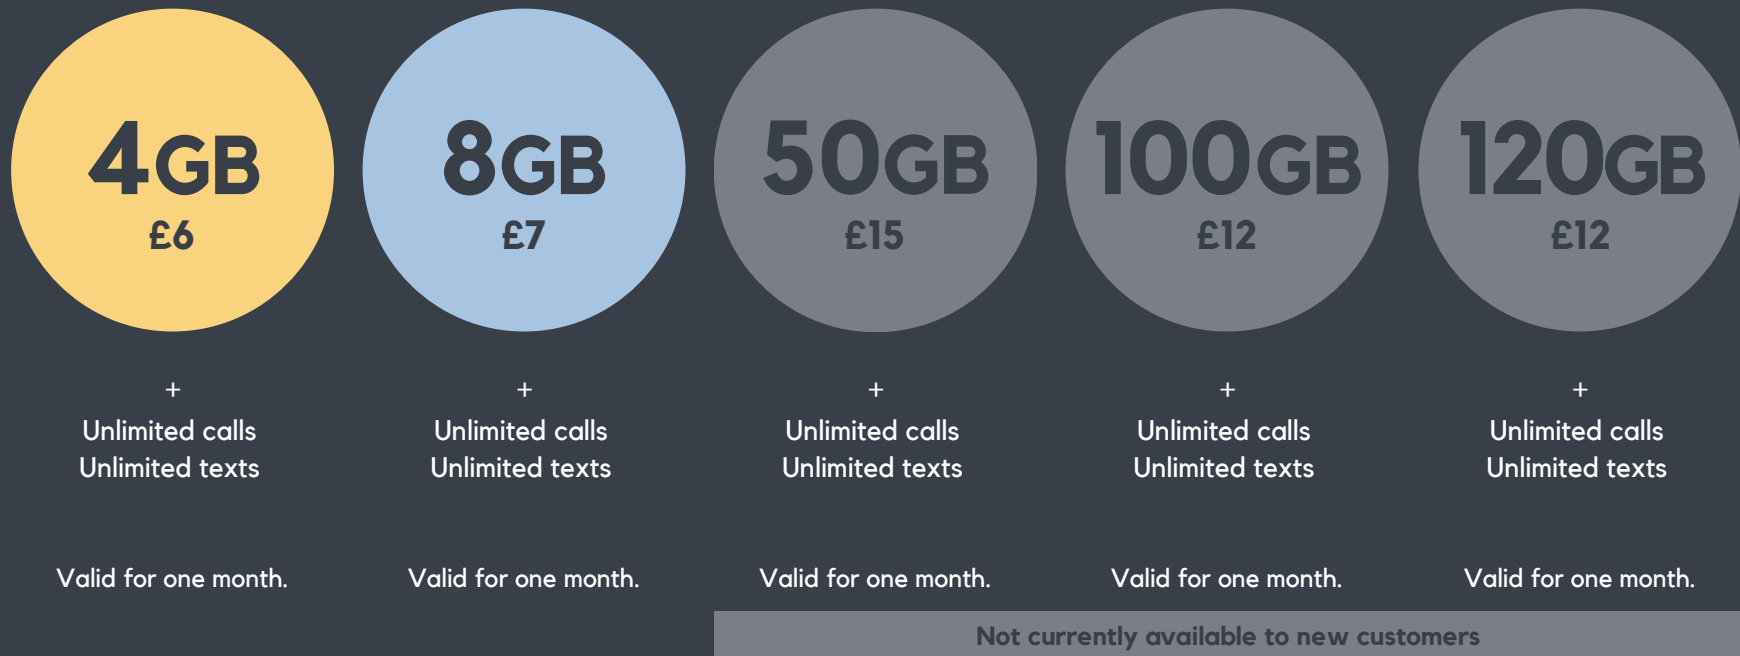 4GB
£6
+
Unlimited calls
Unlimited texts
Valid for one month.
8GB
£7
+
Unlimited calls
Unlimited texts
Valid for one month.
50GB
£15
+
Unlimited calls
Unlimited texts
Valid for one month.
100GB
£12
+
Unlimited calls
Unlimited texts
Valid for one month.
120GB
£12
+
Unlimited calls
Unlimited texts
Valid for one month.
Not currently available to new customers